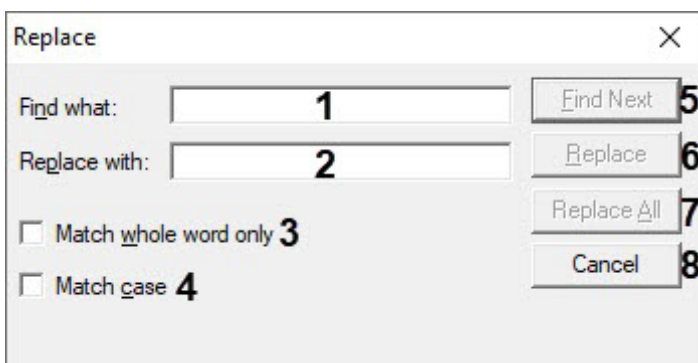 Replace
Find what: 1 Find Next 5
Replace with: 2 Replace 6
Replace All 7
Match whole word only 3
Cancel 8
Match case 4